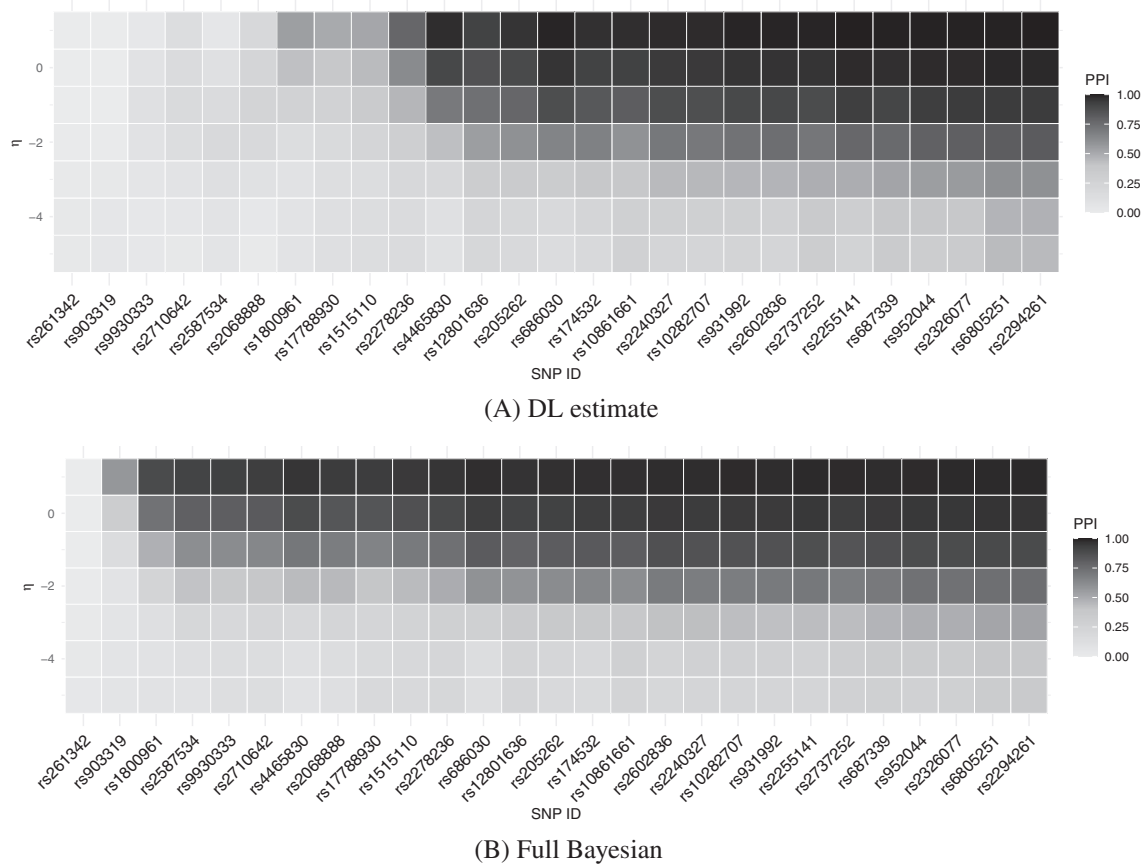 0
−2
−4
η
PPI
1.00
0.75
0.50
0.25
0.00
rs261342
rs903319
rs9930333
rs2710642
rs2587534
rs2068888
rs1800961
rs17788930
rs1515110
rs2278236
rs4465830
rs12801636
rs205262
rs686030
rs174532
rs10861661
rs2240327
rs10282707
rs931992
rs2602836
rs2737252
rs2255141
rs687339
rs952044
rs2326077
rs6805251
rs2294261
SNP ID
(A) DL estimate
0
−2
−4
η
PPI
1.00
0.75
0.50
0.25
0.00
rs261342
rs903319
rs1800961
rs2587534
rs9930333
rs2710642
rs4465830
rs2068888
rs17788930
rs1515110
rs2278236
rs686030
rs12801636
rs205262
rs174532
rs10861661
rs2602836
rs2240327
rs10282707
rs931992
rs2255141
rs2737252
rs687339
rs952044
rs2326077
rs6805251
rs2294261
SNP ID
(B) Full Bayesian